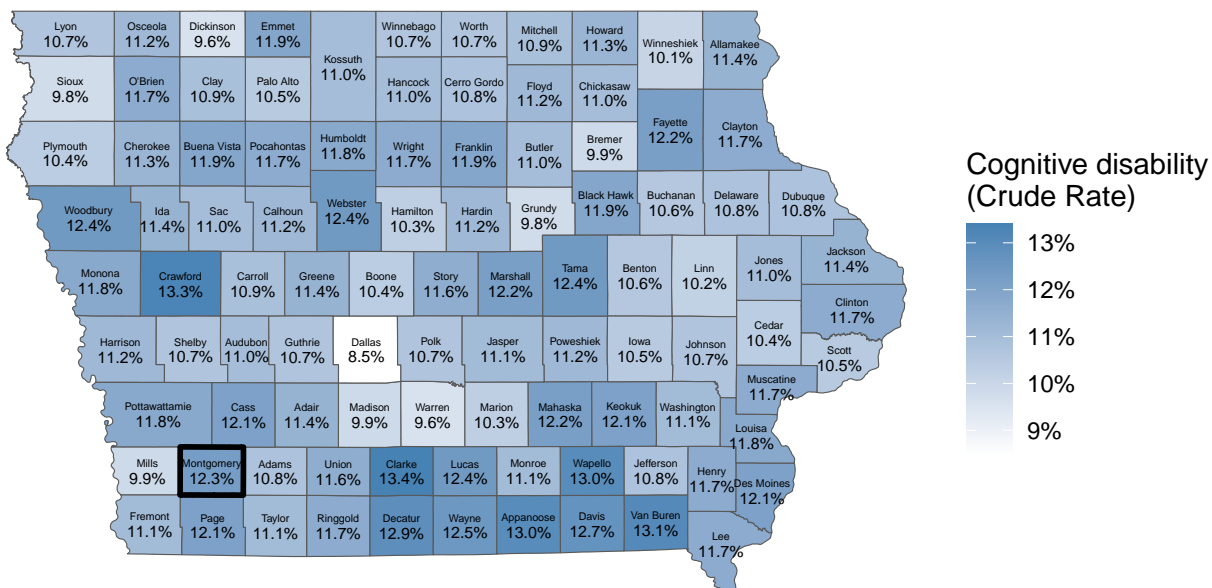 Lyon
10.7%
Osceola
11.2%
Dickinson
9.6%
Emmet
11.9%
Kossuth
11.0%
Winnebago
10.7%
Worth
10.7%
Mitchell
10.9%
Howard
11.3%
Winneshiek
10.1%
Allamakee
11.4%
Sioux
9.8%
O'Brien
11.7%
Clay
10.9%
Palo Alto
10.5%
Hancock
11.0%
Cerro Gordo
10.8%
Floyd
11.2%
Chickasaw
11.0%
Fayette
12.2%
Clayton
11.7%
Plymouth
10.4%
Cherokee
11.3%
Buena Vista
11.9%
Pocahontas
11.7%
Humboldt
11.8%
Wright
11.7%
Franklin
11.9%
Butler
11.0%
Bremer
9.9%
Woodbury
12.4%
Ida
11.4%
Sac
11.0%
Calhoun
11.2%
Webster
12.4%
Hamilton
10.3%
Hardin
11.2%
Grundy
9.8%
Black Hawk
11.9%
Buchanan
10.6%
Delaware
10.8%
Dubuque
10.8%
Monona
11.8%
Crawford
13.3%
Carroll
10.9%
Greene
11.4%
Boone
10.4%
Story
11.6%
Marshall
12.2%
Tama
12.4%
Benton
10.6%
Linn
10.2%
Jones
11.0%
Jackson
11.4%
Clinton
11.7%
Harrison
11.2%
Shelby
10.7%
Audubon
11.0%
Guthrie
10.7%
Dallas
8.5%
Polk
10.7%
Jasper
11.1%
Poweshiek
11.2%
Iowa
10.5%
Johnson
10.7%
Cedar
10.4%
Scott
10.5%
Muscatine
11.7%
Pottawattamie
11.8%
Cass
12.1%
Adair
11.4%
Madison
9.9%
Warren
9.6%
Marion
10.3%
Mahaska
12.2%
Keokuk
12.1%
Washington
11.1%
Louisa
11.8%
Mills
9.9%
Montgomery
12.3%
Adams
10.8%
Union
11.6%
Clarke
13.4%
Lucas
12.4%
Monroe
11.1%
Wapello
13.0%
Jefferson
10.8%
Henry
11.7%
Des Moines
12.1%
Fremont
11.1%
Page
12.1%
Taylor
11.1%
Ringgold
11.7%
Decatur
12.9%
Wayne
12.5%
Appanoose
13.0%
Davis
12.7%
Van Buren
13.1%
Lee
11.7%
Cognitive disability
(Crude Rate)
13%
12%
11%
10%
9%